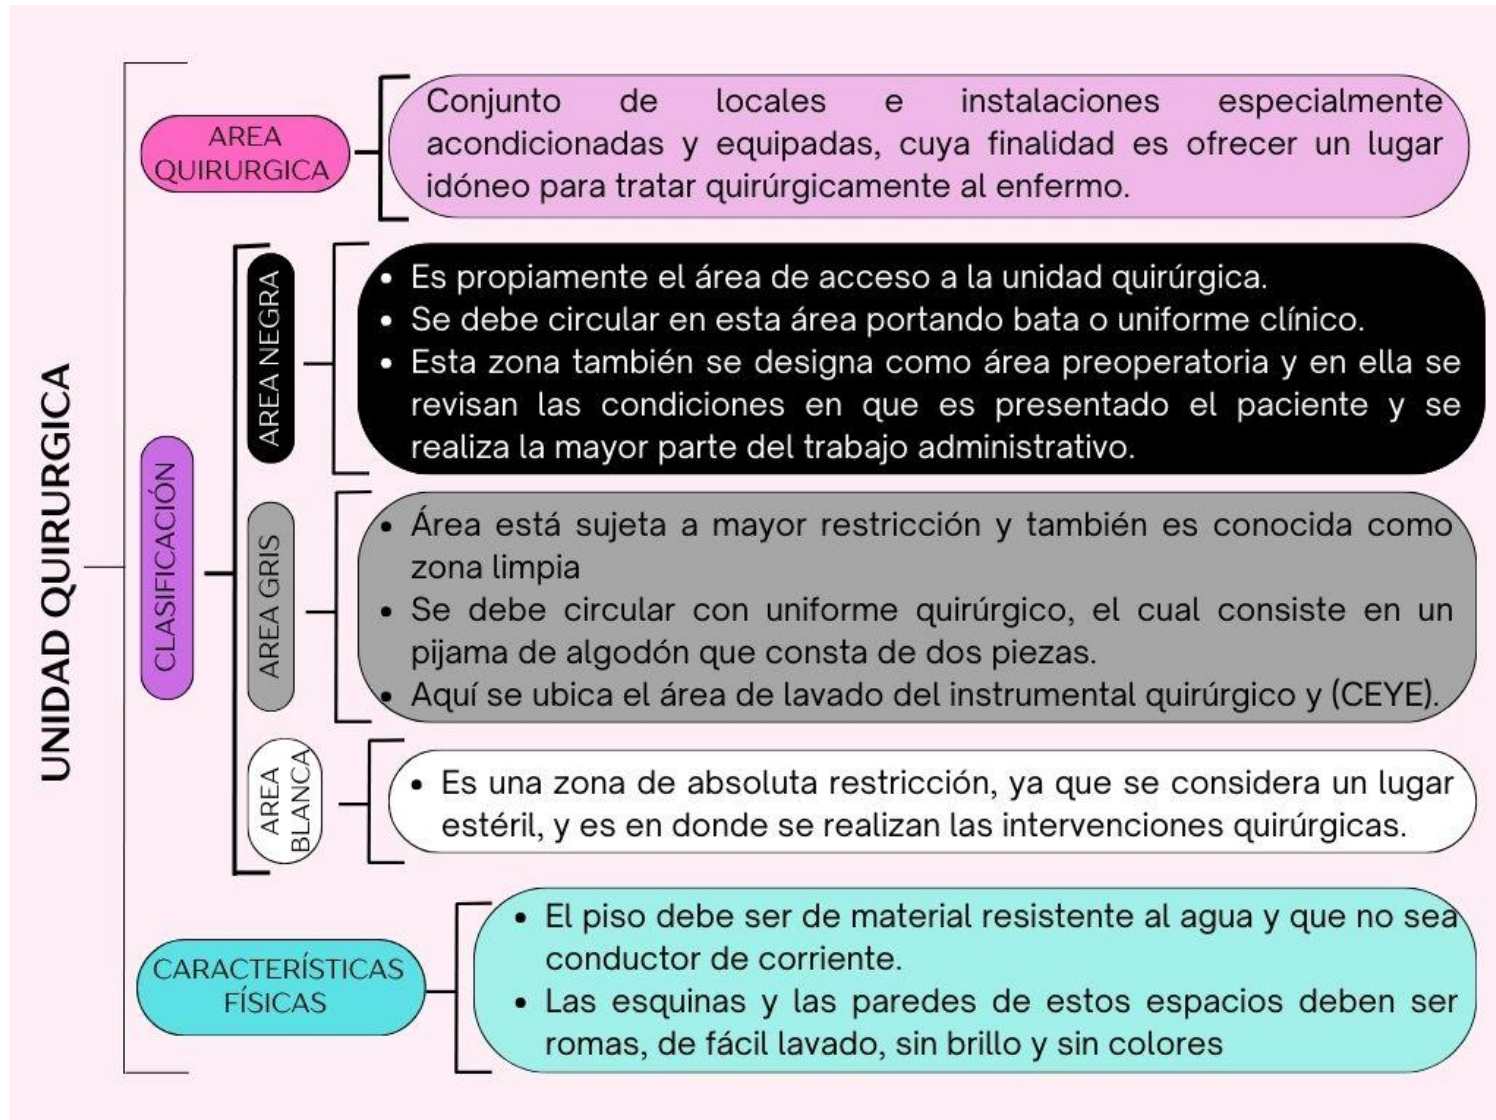 UNIDAD QUIRURGICA
AREA
QUIRURGICA
Conjunto de locales e instalaciones especialmente
acondicionadas y equipadas, cuya finalidad es ofrecer un lugar
idóneo para tratar quirúrgicamente al enfermo.
CLASIFICACIÓN
AREA NEGRA
• Es propiamente el área de acceso a la unidad quirúrgica.
• Se debe circular en esta área portando bata o uniforme clínico.
• Esta zona también se designa como área preoperatoria y en ella se
revisan las condiciones en que es presentado el paciente y se
realiza la mayor parte del trabajo administrativo.
AREA GRIS
• Área está sujeta a mayor restricción y también es conocida como
zona limpia
• Se debe circular con uniforme quirúrgico, el cual consiste en un
pijama de algodón que consta de dos piezas.
• Aquí se ubica el área de lavado del instrumental quirúrgico y (CEYE).
AREA
BLANCA
• Es una zona de absoluta restricción, ya que se considera un lugar
estéril, y es en donde se realizan las intervenciones quirúrgicas.
CARACTERÍSTICAS
FÍSICAS
• El piso debe ser de material resistente al agua y que no sea
conductor de corriente.
• Las esquinas y las paredes de estos espacios deben ser
romas, de fácil lavado, sin brillo y sin colores